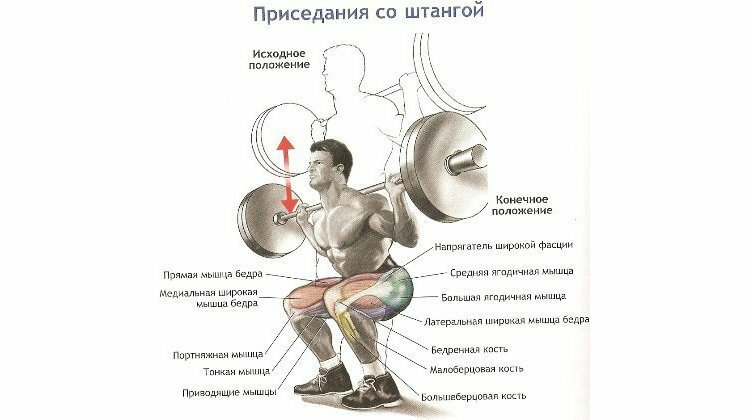 Приседания со штангой
Исходное
положение
Конечное
положение
Напрягатель широкой фасции
Прямая мышца бедра
Средняя ягодичная мышца
Медиальная широкая
мышца бедра
Большая ягодичная мышца
Латеральная широкая мышца бедра
Портняжная мышца
Бедренная кость
Тонкая мышца
Малоберцовая кость
Приводящие мышцы
Большеберцовая кость